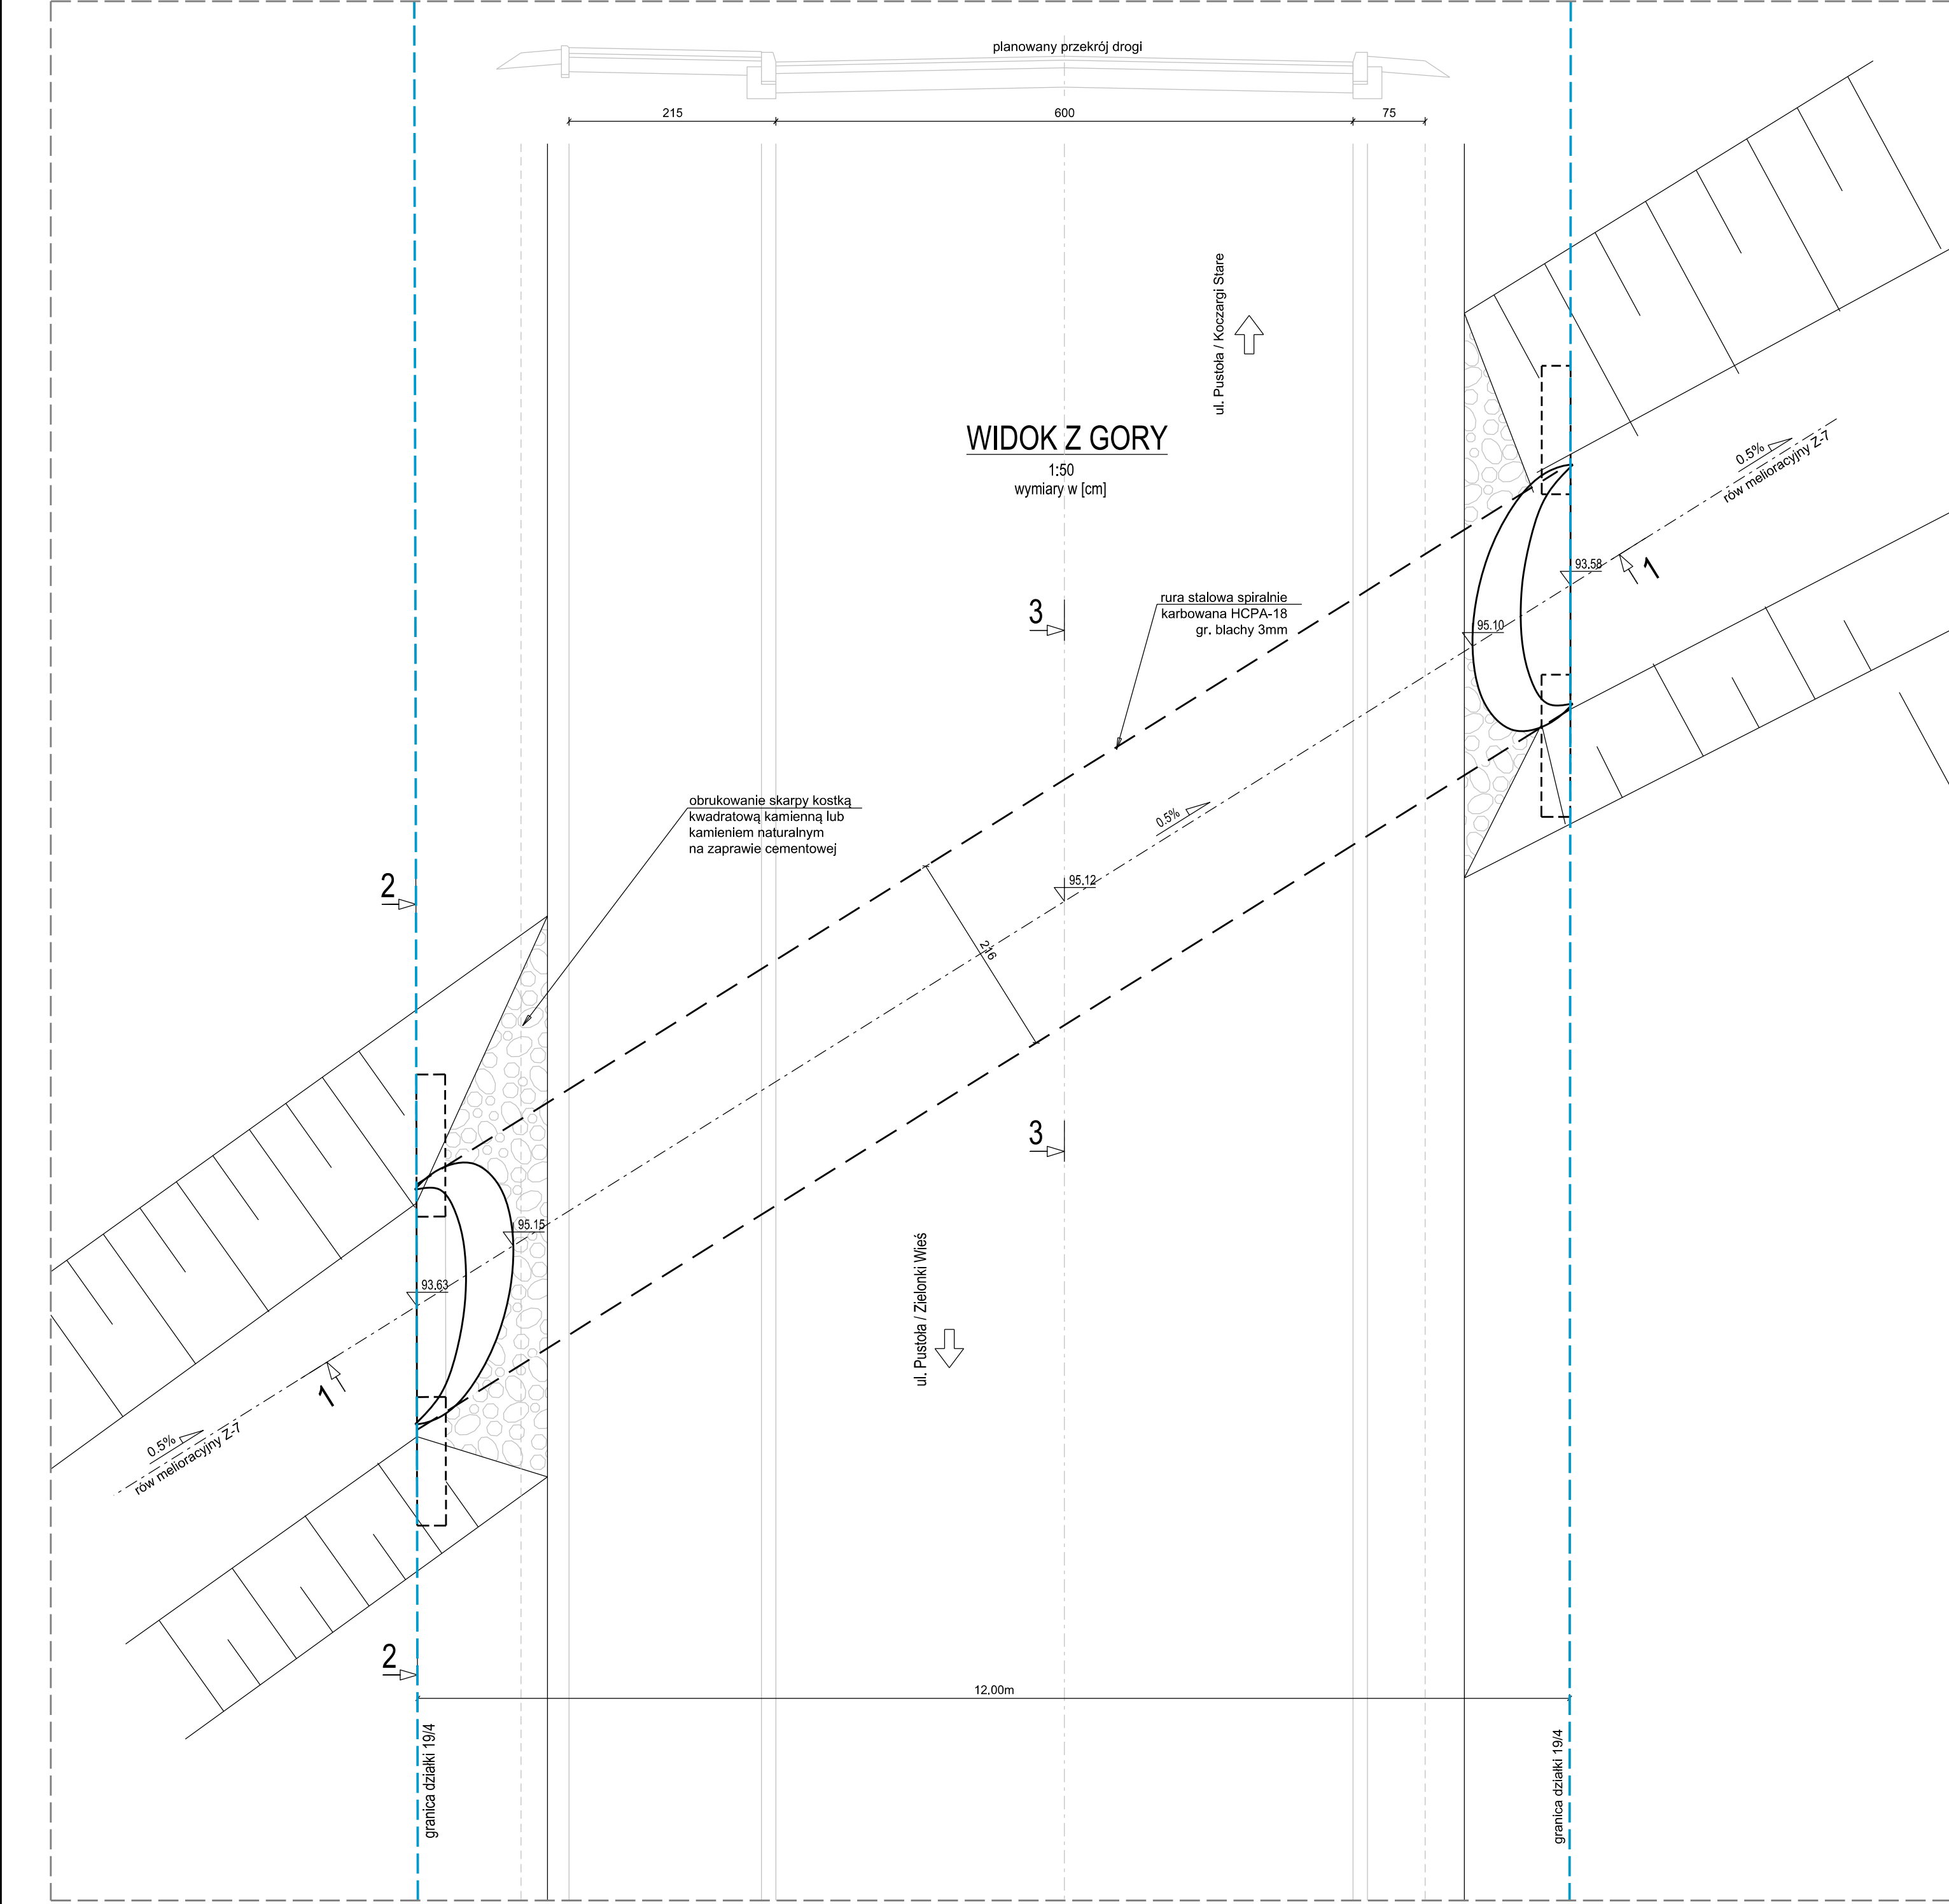 planowany przekrój drogi
215
600
75
ul. Pustoła / Koczargi Stare
WIDOK Z GORY
1:50
wymiary w [cm]
0.5%
rów melioracyjny Z-7
93.58
1
rura stalowa spiralnie
karbowana HCPA-18
gr. blachy 3mm
3
95.10
obrukowanie skarpy kostką
kwadratową kamienną lub
kamieniem naturalnym
na zaprawie cementowej
0.5%
2
95.12
216
3
95.15
93.63
ul. Pustoła / Zielonki Wieś
1
0.5%
rów melioracyjny Z-7
2
12.00m
granica działki 19/4
granica działki 19/4